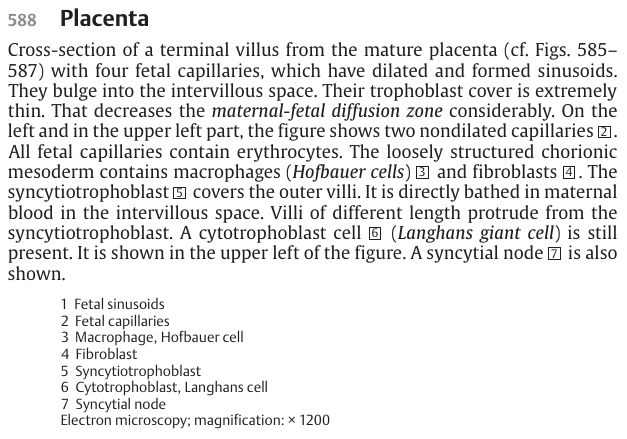 588 Placenta
Cross-section of a terminal villus from the mature placenta (cf. Figs. 585–
587) with four fetal capillaries, which have dilated and formed sinusoids.
They bulge into the intervillous space. Their trophoblast cover is extremely
thin. That decreases the maternal-fetal diffusion zone considerably. On the
left and in the upper left part, the figure shows two nondilated capillaries 2.
All fetal capillaries contain erythrocytes. The loosely structured chorionic
mesoderm contains macrophages (Hofbauer cells) 3 and fibroblasts 4. The
syncytiotrophoblast 5 covers the outer villi. It is directly bathed in maternal
blood in the intervillous space. Villi of different length protrude from the
syncytiotrophoblast. A cytotrophoblast cell 6 (Langhans giant cell) is still
present. It is shown in the upper left of the figure. A syncytial node 7 is also
shown.
1 Fetal sinusoids
2 Fetal capillaries
3 Macrophage, Hofbauer cell
4 Fibroblast
5 Syncytiotrophoblast
6 Cytotrophoblast, Langhans cell
7 Syncytial node
Electron microscopy; magnification: × 1200